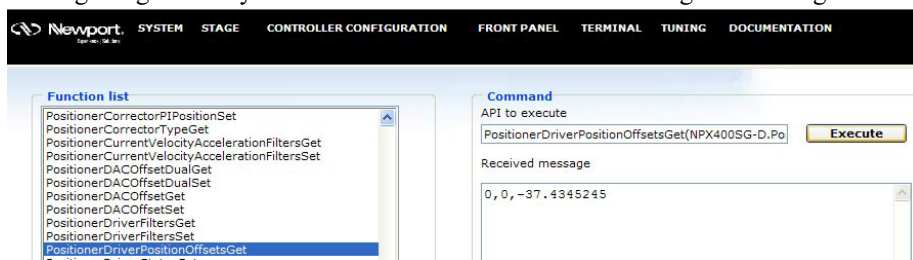 Newport. SYSTEM STAGE CONTROLLER CONFIGURATION FRONT PANEL TERMINAL TUNING DOCUMENTATION
Function list
PositionerCorrectorPIPositionSet
PositionerCorrectorTypeGet
PositionerCurrentVelocityAccelerationFiltersGet
PositionerCurrentVelocityAccelerationFiltersSet
PositionerDACOffsetDualGet
PositionerDACOffsetDualSet
PositionerDACOffsetGet
PositionerDACOffsetSet
PositionerDriverFiltersGet
PositionerDriverFiltersSet
PositionerDriverPositionOffsetsGet
Command
API to execute
PositionerDriverPositionOffsetsGet(NPX400SG-D.Po
Execute
Received message
0,0,-37.4345245